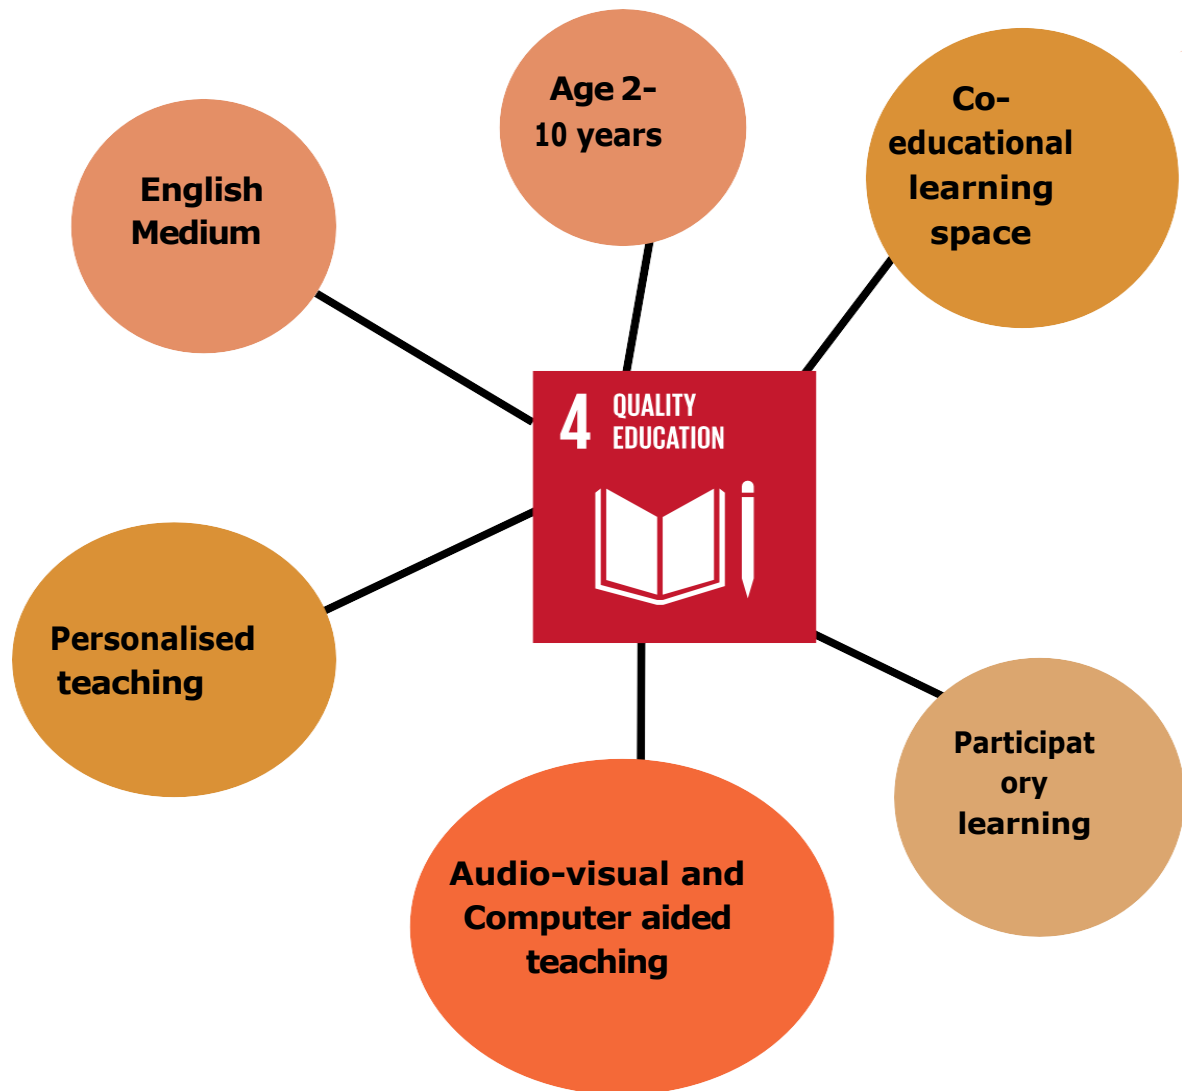 Age 2-
10 years
Co-
educational
learning
space
English
Medium
4 QUALITY
EDUCATION
Personalised
teaching
Participat
ory
learning
Audio-visual and
Computer aided
teaching